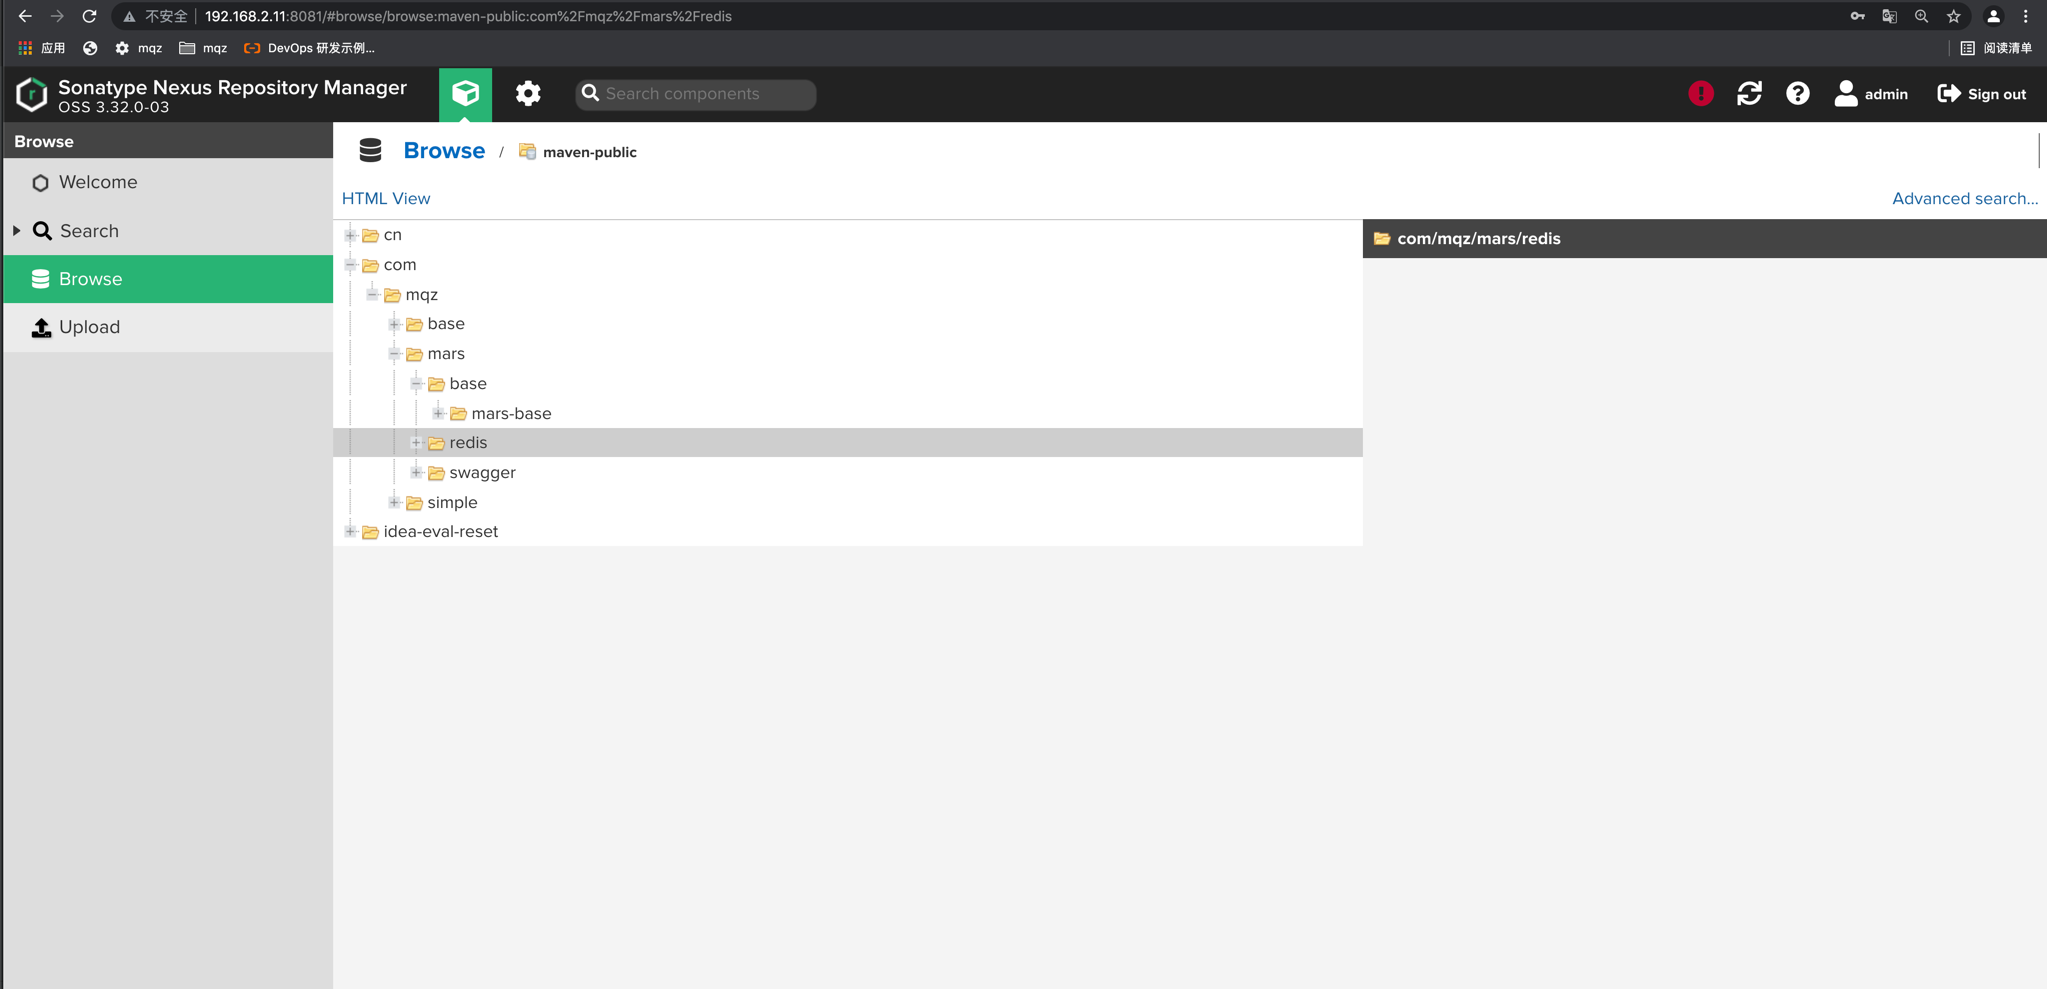 不安全 | 192.168.2.11:8081/#browse/browse:maven-public:com%2Fmqz%2Fmars%2Fredis
应用 mqz mqz DevOps 研发示例... 阅读清单
Sonatype Nexus Repository Manager
OSS 3.32.0-03
Search components
admin
Sign out
Browse
Welcome
Search
Browse
Upload
Browse / maven-public
HTML View
Advanced search...
cn
com
mqz
base
mars
base
mars-base
redis
swagger
simple
idea-eval-reset
com/mqz/mars/redis